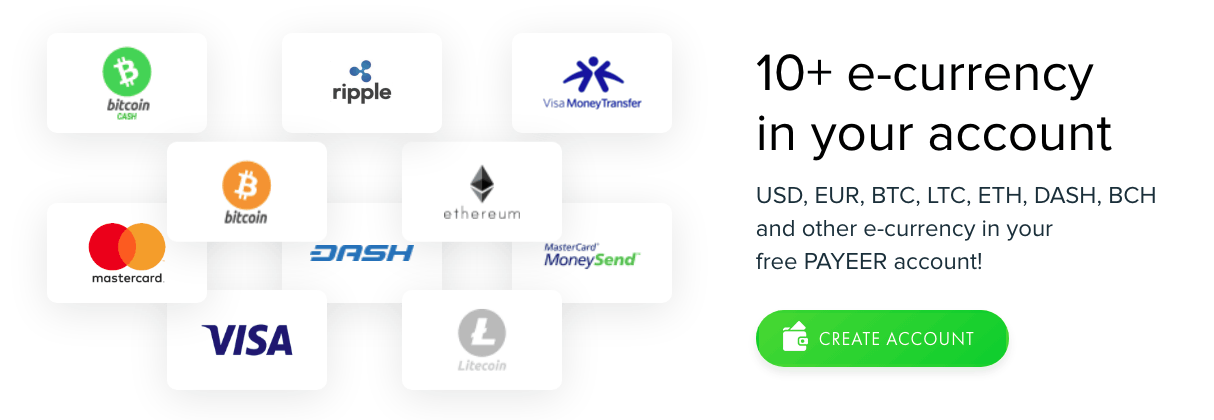 bitcoin
CASH
ripple
Visa MoneyTransfer
bitcoin
ethereum
mastercard.
DASH
MasterCard
MoneySend™
VISA
Litecoin
10+ e-currency
in your account
USD, EUR, BTC, LTC, ETH, DASH, BCH
and other e-currency in your
free PAYEER account!
CREATE ACCOUNT